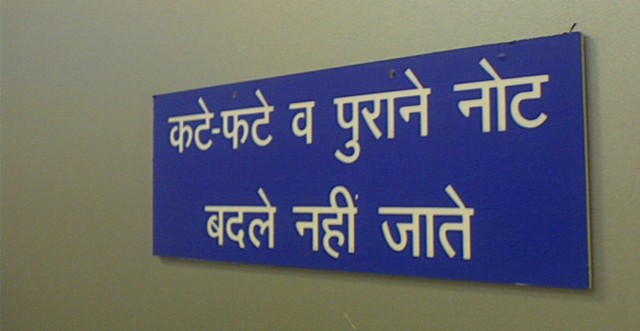 कटे-फटे व पुराने नोट
बदले नहीं जाते